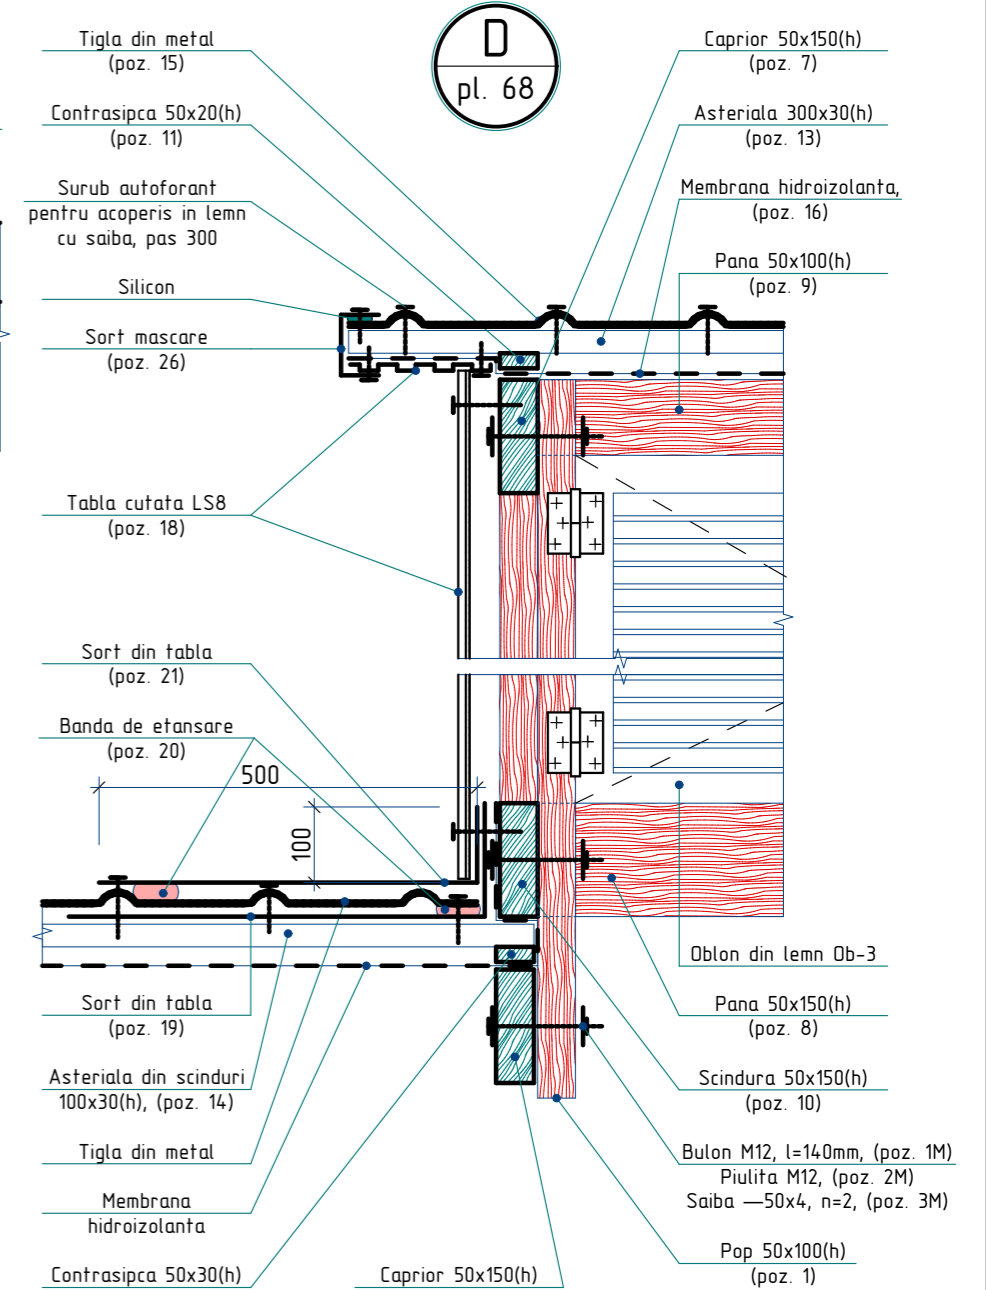 D
pl. 68
Tigla din metal
(poz. 15)
Contrasipca 50x20(h)
(poz. 11)
Surub autoforant
pentru acoperis in lemn
cu saiba, pas 300
Silicon
Sort mascare
(poz. 26)
Tabla cutata LS8
(poz. 18)
Sort din tabla
(poz. 21)
Banda de etansare
(poz. 20)
500
100
Sort din tabla
(poz. 19)
Asteriala din scinduri
100x30(h), (poz. 14)
Tigla din metal
Membrana
hidroizolanta
Contrasipca 50x30(h)
Caprior 50x150(h)
Caprior 50x150(h)
(poz. 7)
Asteriala 300x30(h)
(poz. 13)
Membrana hidroizolanta,
(poz. 16)
Pana 50x100(h)
(poz. 9)
Oblon din lemn Ob-3
Pana 50x150(h)
(poz. 8)
Scindura 50x150(h)
(poz. 10)
Bulon M12, l=140mm, (poz. 1M)
Piulita M12, (poz. 2M)
Saiba —50x4, n=2, (poz. 3M)
Pop 50x100(h)
(poz. 1)